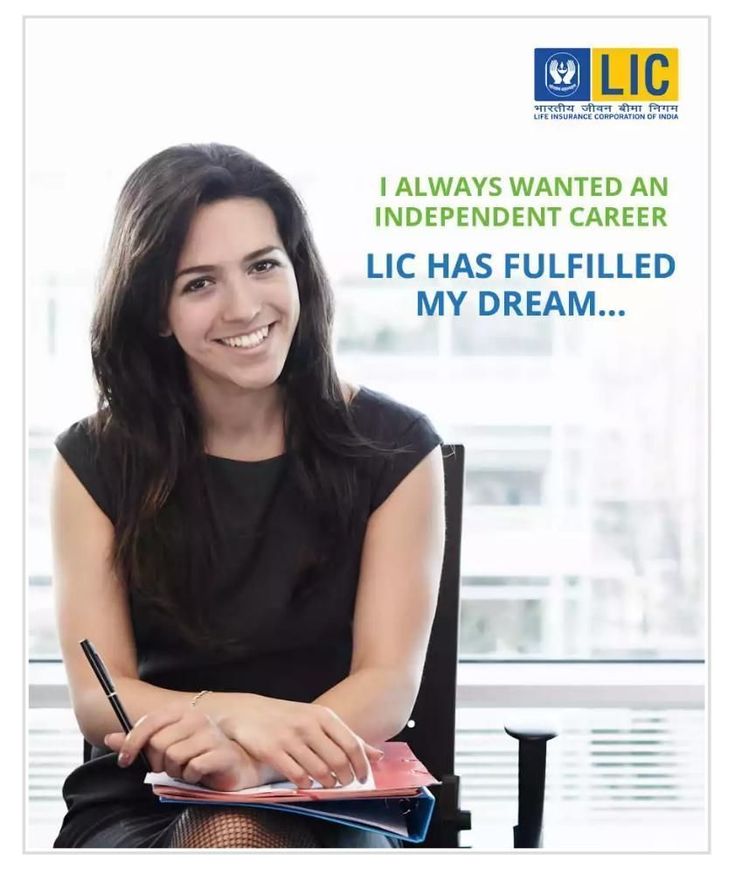 LIC
भारतीय जीवन बीमा निगम
LIFE INSURANCE CORPORATION OF INDIA
I ALWAYS WANTED AN
INDEPENDENT CAREER
LIC HAS FULFILLED
MY DREAM...